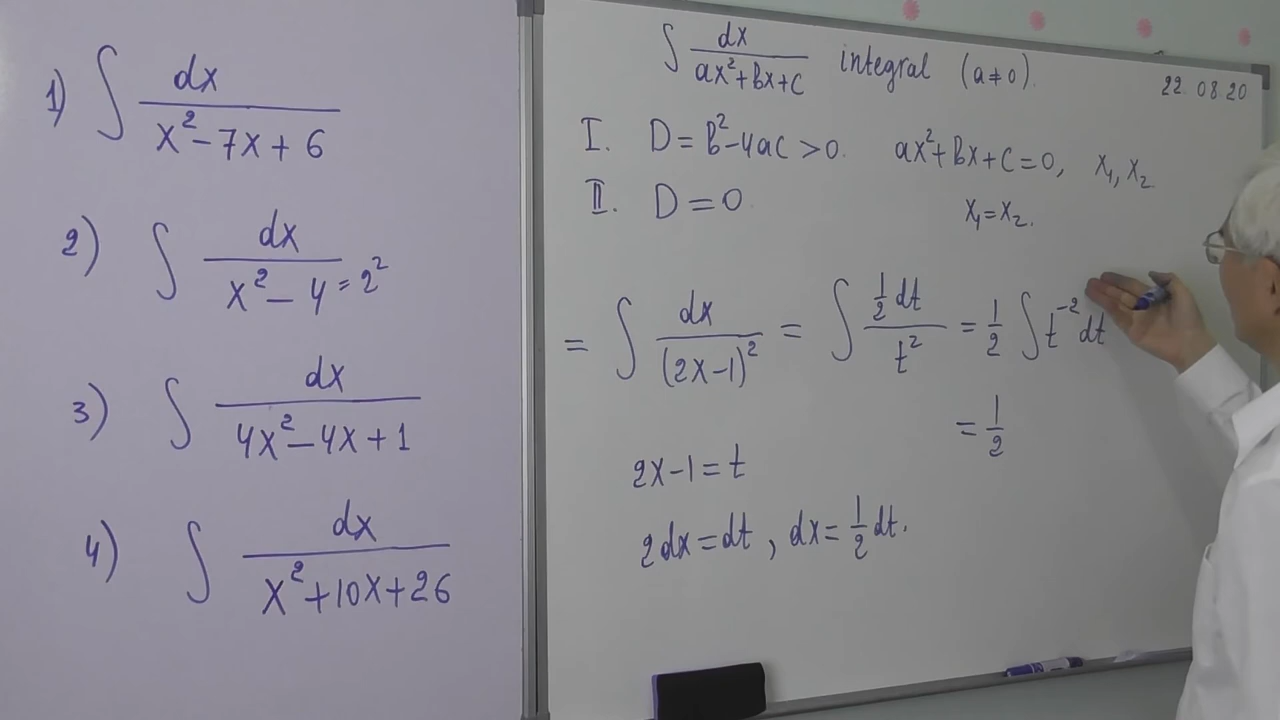 1) ∫ dx / (x² - 7x + 6)
2) ∫ dx / (x² - 4 = 2²)
3) ∫ dx / (4x² - 4x + 1)
4) ∫ dx / (x² + 10x + 26)
∫ dx / (ax² + bx + c) integral (a ≠ 0).
22.08.20
I. D = b² - 4ac > 0. ax² + bx + c = 0, x₁, x₂.
II. D = 0 x₁ = x₂.
= ∫ dx / (2x-1)² = ∫ ½ dt / t² = ½ ∫ t⁻² dt
= ½
2x - 1 = t
2dx = dt, dx = ½ dt.